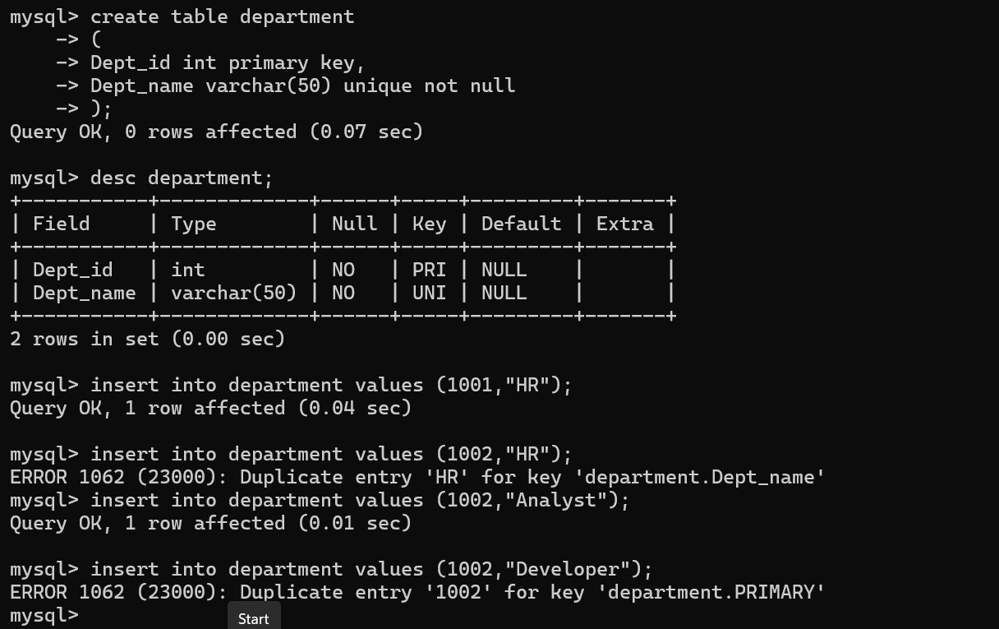 mysql> create table department
    -> (
    -> Dept_id int primary key,
    -> Dept_name varchar(50) unique not null
    -> );
Query OK, 0 rows affected (0.07 sec)

mysql> desc department;
+-----------+-------------+------+-----+---------+-------+
| Field     | Type        | Null | Key | Default | Extra |
+-----------+-------------+------+-----+---------+-------+
| Dept_id   | int         | NO   | PRI | NULL    |       |
| Dept_name | varchar(50) | NO   | UNI | NULL    |       |
+-----------+-------------+------+-----+---------+-------+
2 rows in set (0.00 sec)

mysql> insert into department values (1001,"HR");
Query OK, 1 row affected (0.04 sec)

mysql> insert into department values (1002,"HR");
ERROR 1062 (23000): Duplicate entry 'HR' for key 'department.Dept_name'
mysql> insert into department values (1002,"Analyst");
Query OK, 1 row affected (0.01 sec)

mysql> insert into department values (1002,"Developer");
ERROR 1062 (23000): Duplicate entry '1002' for key 'department.PRIMARY'
mysql>
Start